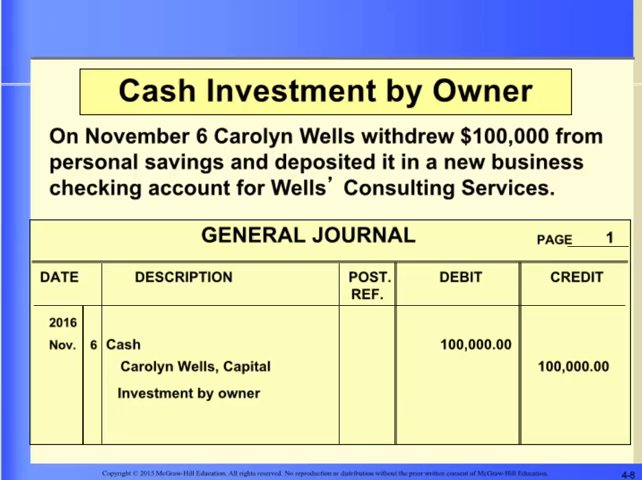 Cash Investment by Owner
On November 6 Carolyn Wells withdrew $100,000 from
personal savings and deposited it in a new business
checking account for Wells’ Consulting Services.
GENERAL JOURNAL PAGE 1
DATE DESCRIPTION POST. REF. DEBIT CREDIT
2016
Nov. 6 Cash 100,000.00
Carolyn Wells, Capital 100,000.00
Investment by owner
Copyright © 2015 McGraw-Hill Education. All rights reserved. No reproduction or distribution without the prior written consent of McGraw-Hill Education.
4-8